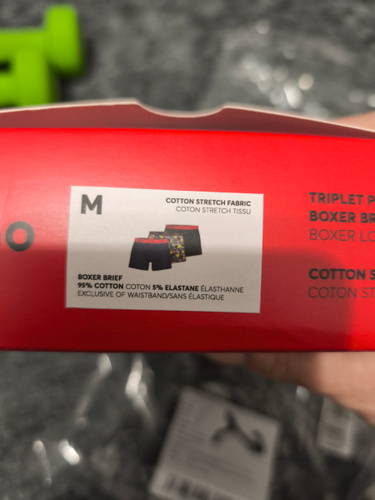 M
COTTON STRETCH FABRIC
COTON STRETCH TISSU
BOXER BRIEF
95% COTTON COTON 5% ELASTANE ÉLASTHANNE
EXCLUSIVE OF WAISTBAND/SANS ÉLASTIQUE
O
TRIPLET P
BOXER BR
BOXER LO
COTTON S
COTON ST